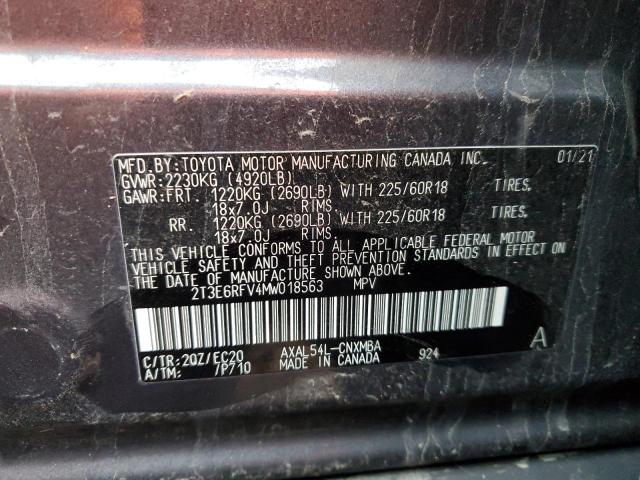 MFD.BY:TOYOTA MOTOR MANUFACTURING CANADA INC. 01/21
GVWR:2230KG (4920LB)
GAWR:FRT. 1220KG (2690LB) WITH 225/60R18 TIRES.
18x7.0J RIMS.
RR. 1220KG (2690LB) WITH 225/60R18 TIRES.
18x7.0J RIMS.
THIS VEHICLE CONFORMS TO ALL APPLICABLE FEDERAL MOTOR
VEHICLE SAFETY AND THEFT PREVENTION STANDARDS IN EFFECT ON
THE DATE OF MANUFACTURE SHOWN ABOVE.
2T3E6RFV4MW018563 MPV
C/TR:207/EC20 AXAL54L-CNXMBA 924 A
A/TM: /P710 MADE IN CANADA